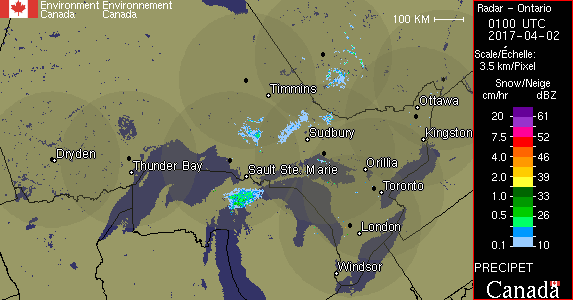 Environment Environnement
Canada Canada
100 KM
Timmins
Ottawa
Sudbury
Kingston
Dryden
Thunder Bay
Sault Ste. Marie
Orillia
Toronto
London
Windsor
Radar - Ontario
0100 UTC
2017-04-02
Scale/Échelle:
3.5 km/Pixel
Snow/Neige
cm/hr dBZ
20 61
7.5 52
4.0 46
2.0 39
1.0 33
0.5 26
0.1 10
PRECIPET
Canada